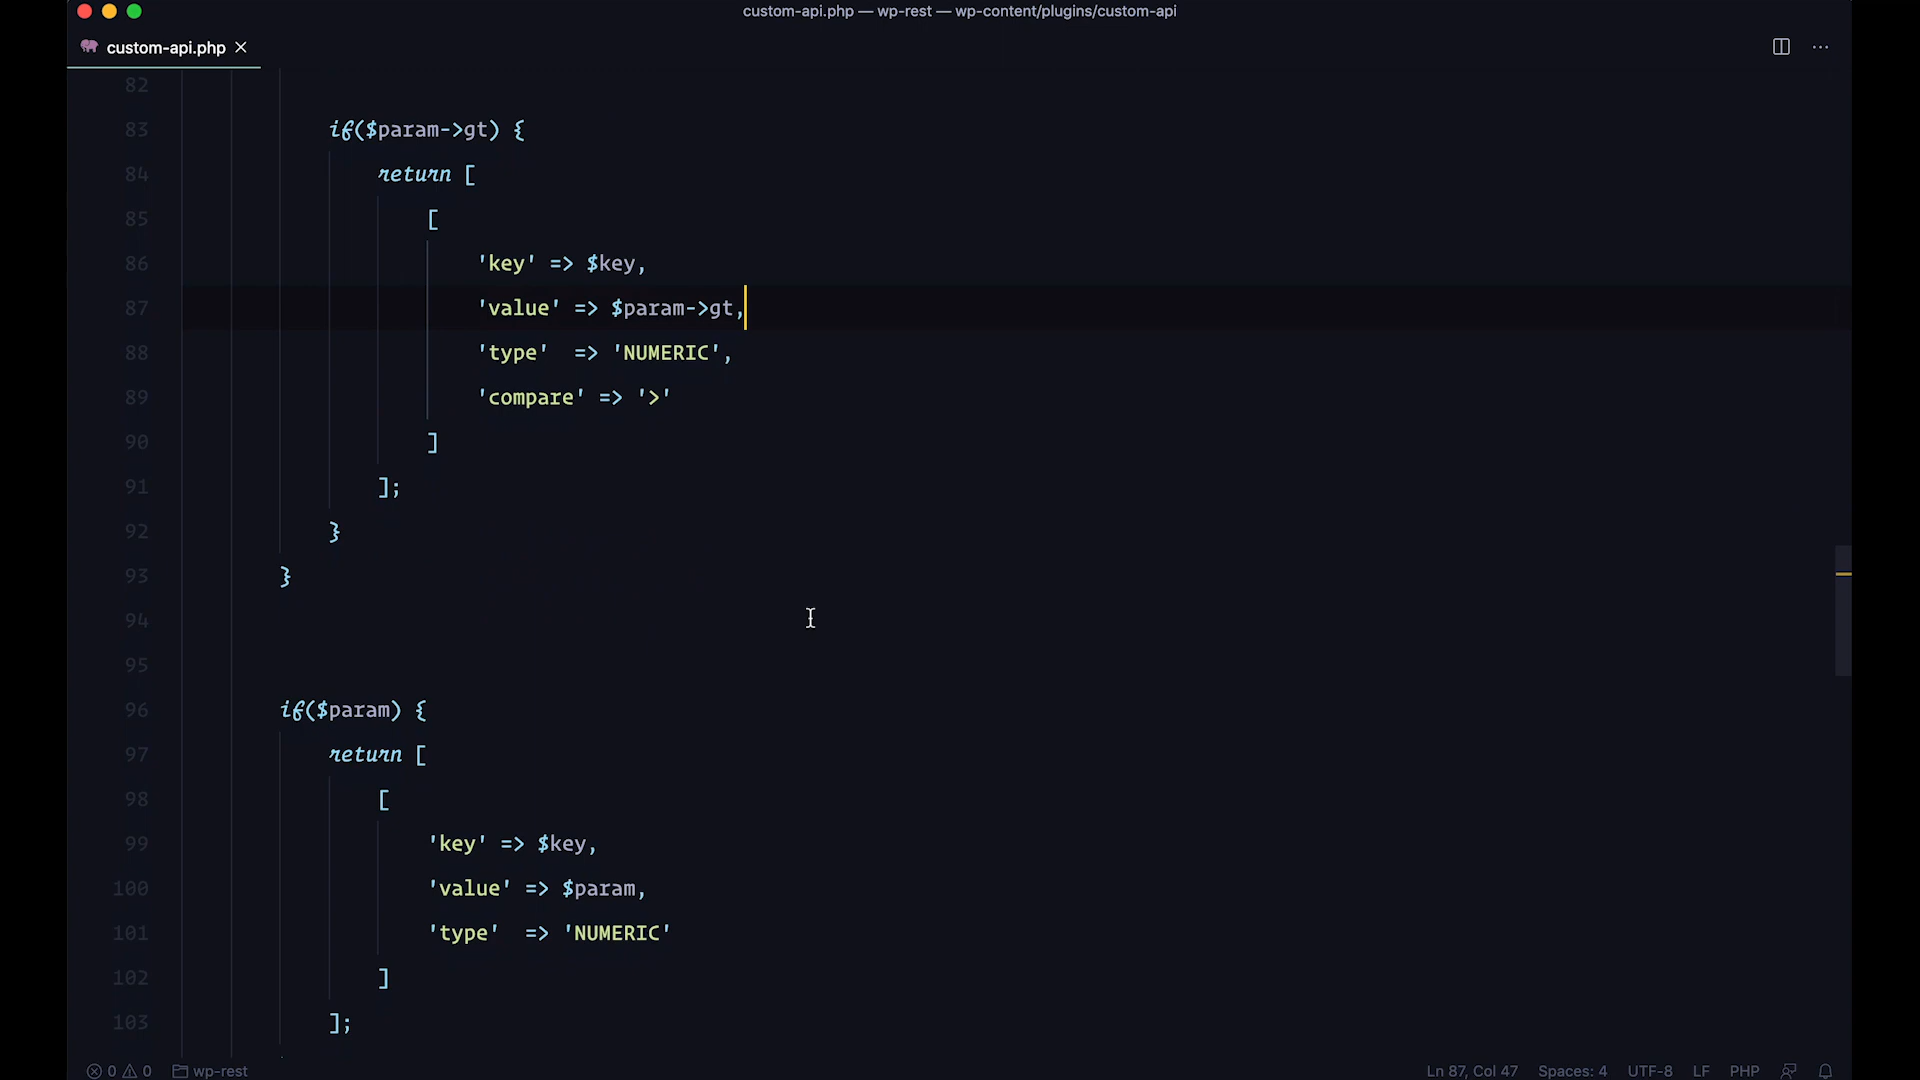 custom-api.php — wp-rest — wp-content/plugins/custom-api
custom-api.php
82
83 if($param->gt) {
84 return [
85 [
86 'key' => $key,
87 'value' => $param->gt,
88 'type'  => 'NUMERIC',
89 'compare' => '>'
90 ]
91 ];
92 }
93 }
94
95
96 if($param) {
97 return [
98 [
99 'key' => $key,
100 'value' => $param,
101 'type'  => 'NUMERIC'
102 ]
103 ];
0 0 wp-rest Ln 87, Col 47 Spaces: 4 UTF-8 LF PHP